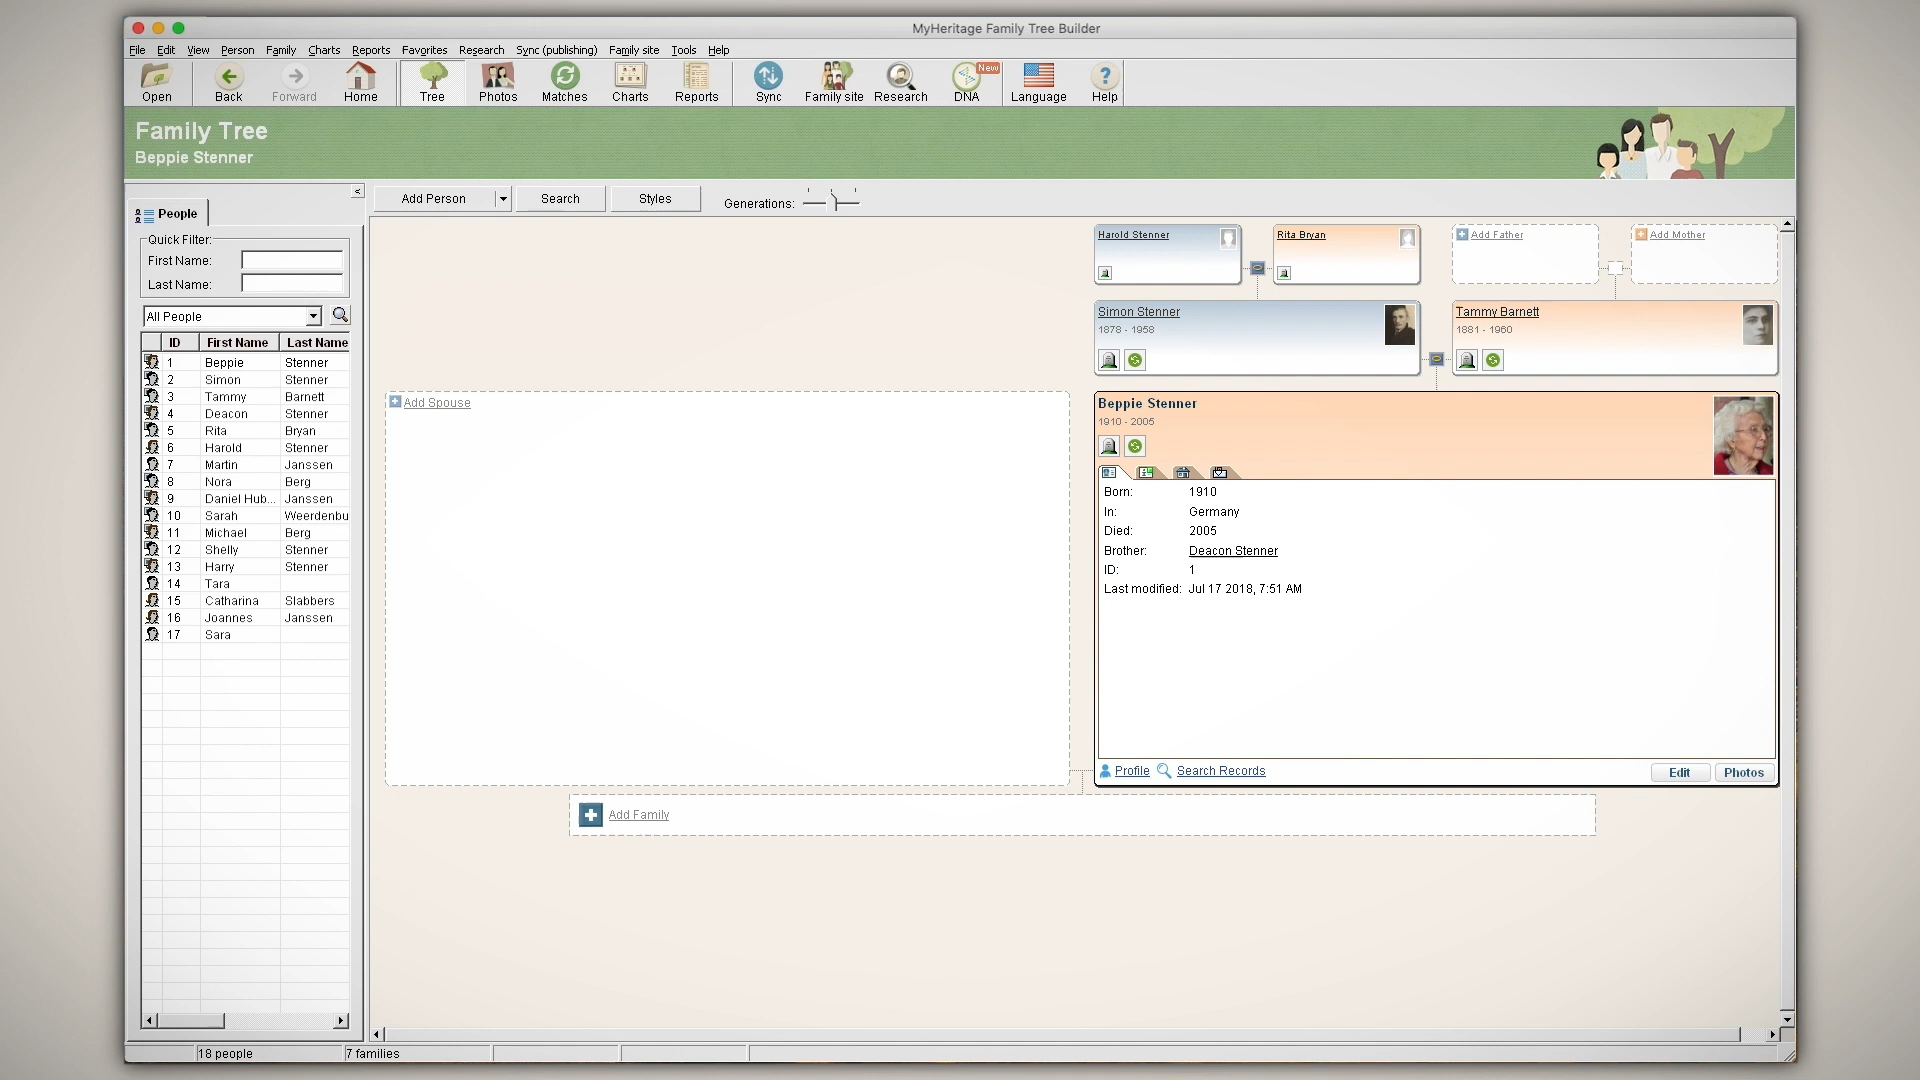 MyHeritage Family Tree Builder
File Edit View Person Family Charts Reports Favorites Research Sync (publishing) Family site Tools Help
Open Back Forward Home Tree Photos Matches Charts Reports Sync Family site Research DNA New Language Help
Family Tree
Beppie Stenner
People
Quick Filter:
First Name:
Last Name:
All People
ID First Name Last Name
1 Beppie Stenner
2 Simon Stenner
3 Tammy Barnett
4 Deacon Stenner
5 Rita Bryan
6 Harold Stenner
7 Martin Janssen
8 Nora Berg
9 Daniel Hub... Janssen
10 Sarah Weerdenbu
11 Michael Berg
12 Shelly Stenner
13 Harry Stenner
14 Tara
15 Catharina Slabbers
16 Joannes Janssen
17 Sara
18 people 7 families
Add Person Search Styles Generations:
Harold Stenner Rita Bryan Add Father Add Mother
Simon Stenner
1878 - 1958
Tammy Barnett
1881 - 1960
Add Spouse
Beppie Stenner
1910 - 2005
Born: 1910
In: Germany
Died: 2005
Brother: Deacon Stenner
ID: 1
Last modified: Jul 17 2018, 7:51 AM
Profile Search Records Edit Photos
Add Family